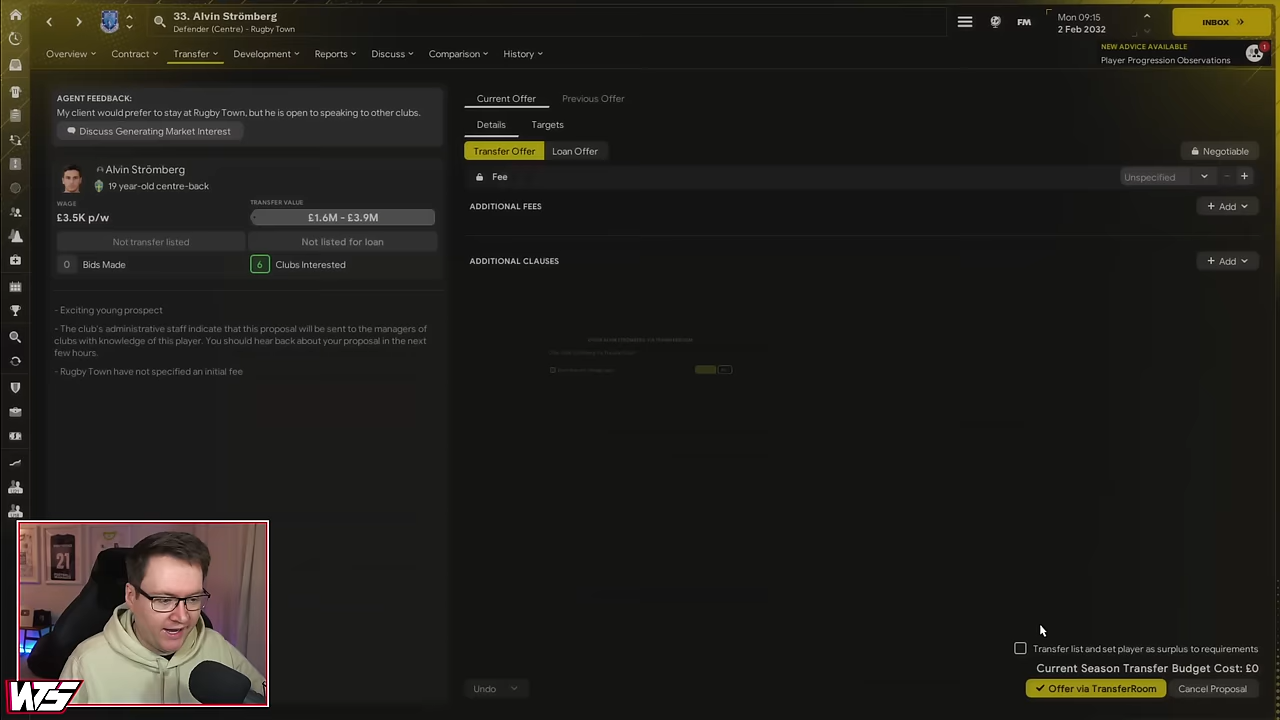 33. Alvin Strömberg
Defender (Centre) - Rugby Town
FM
Mon 09:15
2 Feb 2032
INBOX
Overview
Contract
Transfer
Development
Reports
Discuss
Comparison
History
NEW ADVICE AVAILABLE
Player Progression Observations
1
AGENT FEEDBACK:
My client would prefer to stay at Rugby Town, but he is open to speaking to other clubs.
Discuss Generating Market Interest
Alvin Strömberg
19 year-old centre-back
WAGE
£3.5K p/w
TRANSFER VALUE
£1.6M - £3.9M
Not transfer listed
Not listed for loan
0 Bids Made
6 Clubs Interested
- Exciting young prospect
- The club's administrative staff indicate that this proposal will be sent to the managers of
clubs with knowledge of this player. You should hear back about your proposal in the next
few hours.
- Rugby Town have not specified an initial fee
Current Offer
Previous Offer
Details
Targets
Transfer Offer
Loan Offer
Negotiable
Fee
Unspecified
ADDITIONAL FEES
+ Add
ADDITIONAL CLAUSES
+ Add
Transfer list and set player as surplus to requirements
Current Season Transfer Budget Cost: £0
Undo
Offer via TransferRoom
Cancel Proposal
21
WTS